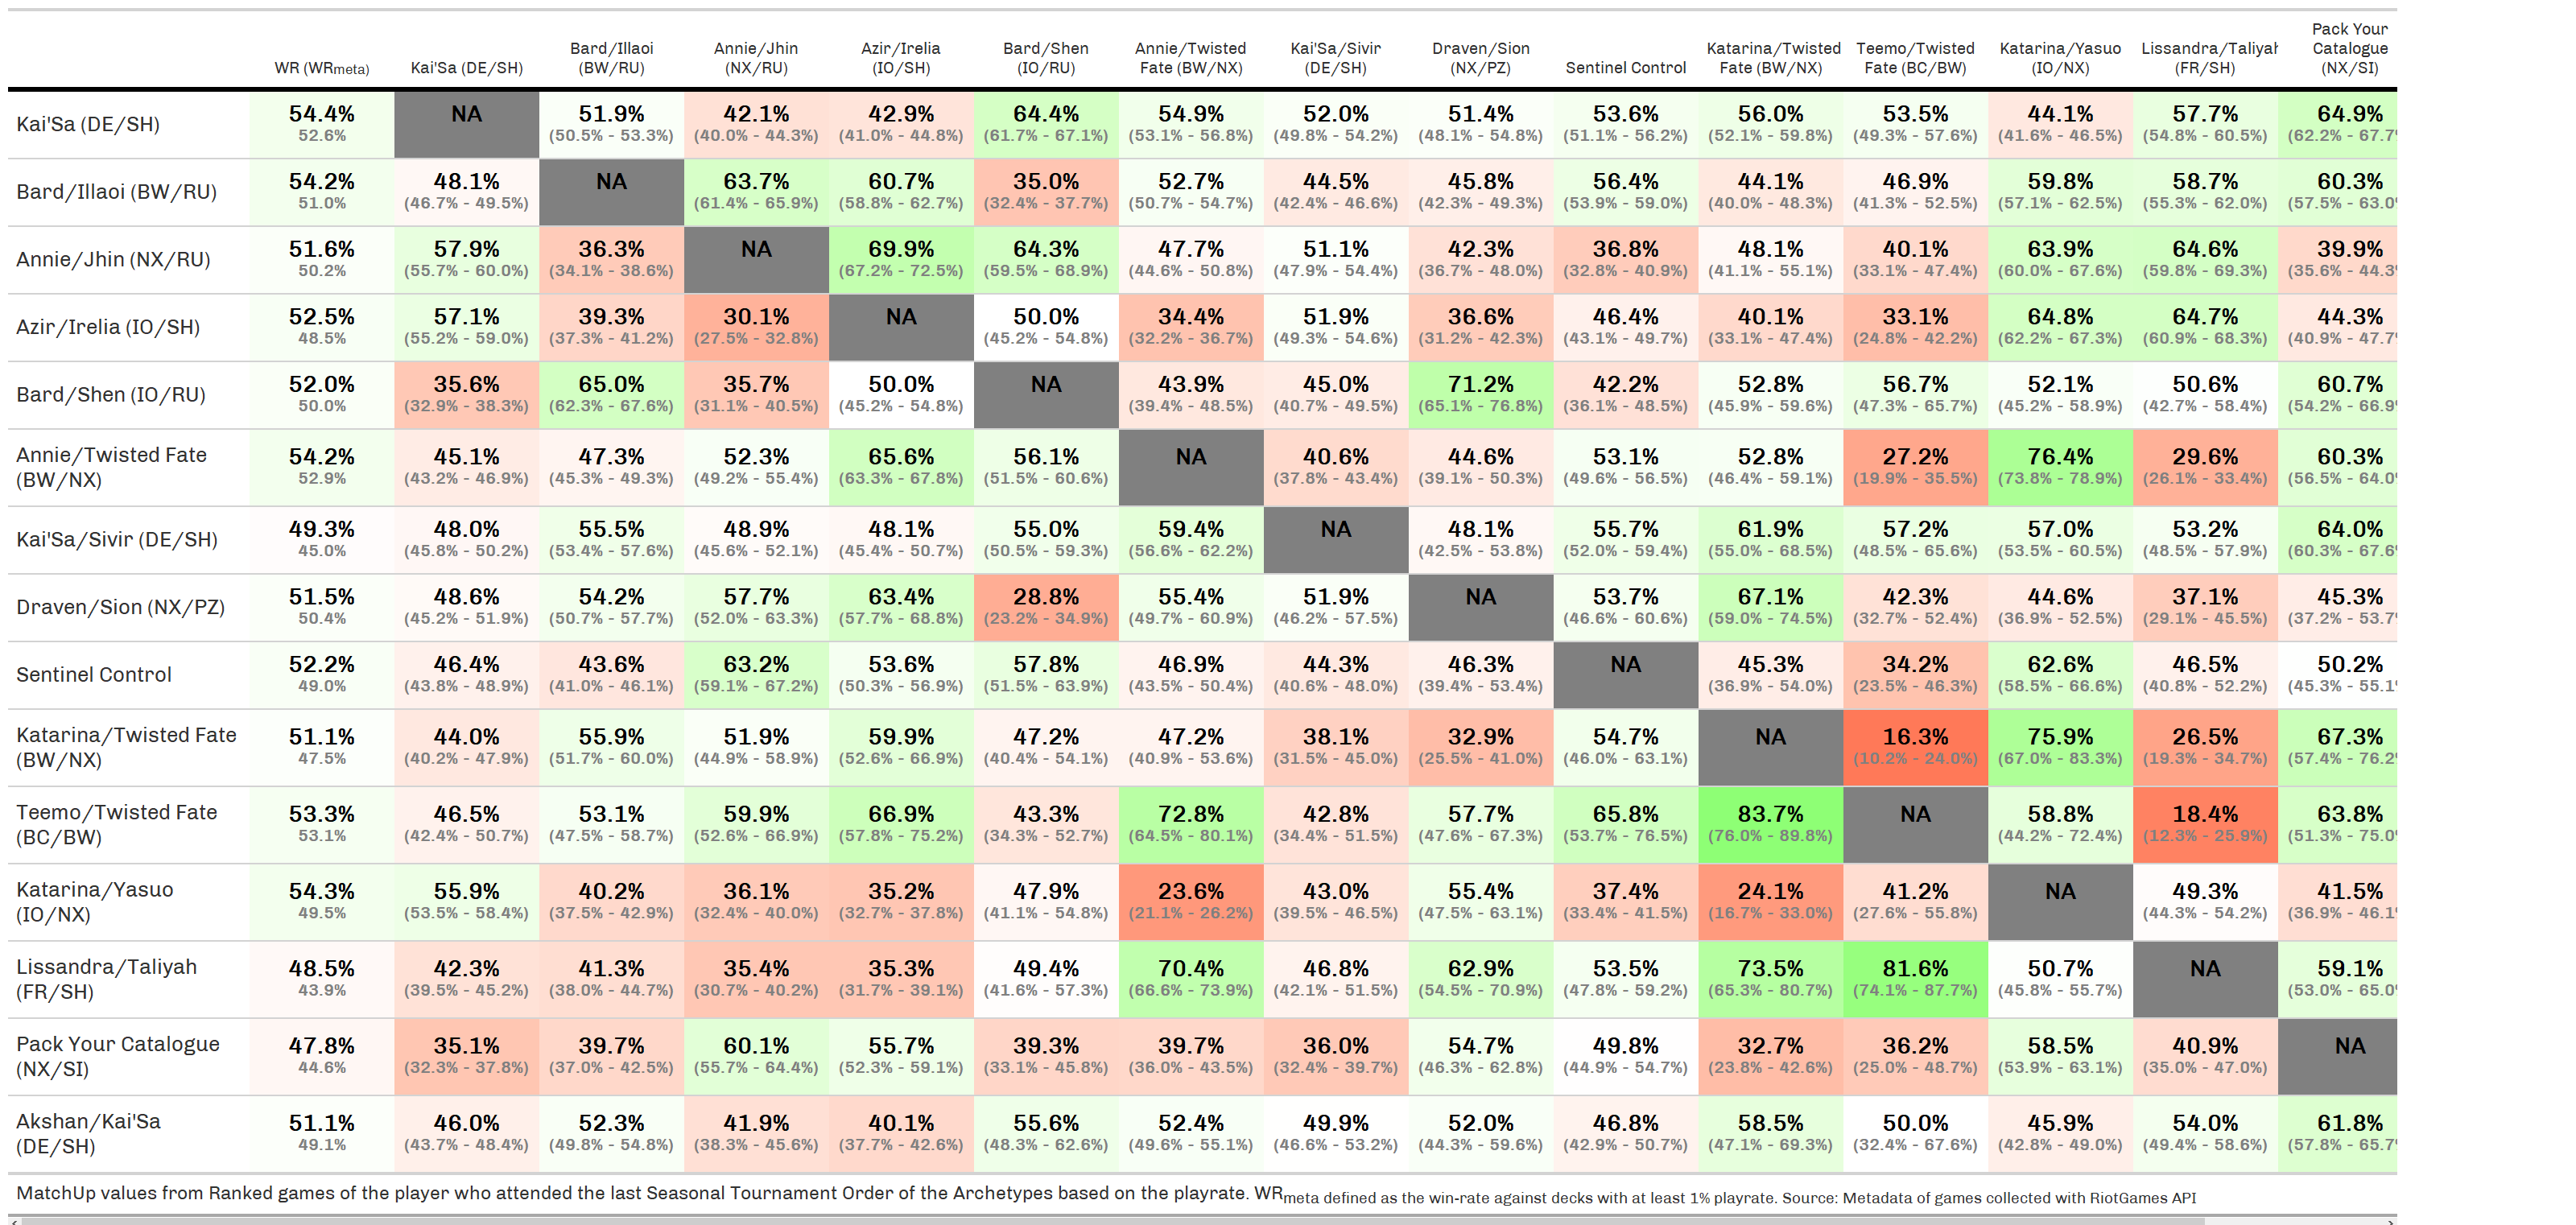 WR (WRmeta) Kai'Sa (DE/SH) Bard/Illaoi (BW/RU) Annie/Jhin (NX/RU) Azir/Irelia (IO/SH) Bard/Shen (IO/RU) Annie/Twisted Fate (BW/NX) Kai'Sa/Sivir (DE/SH) Draven/Sion (NX/PZ) Sentinel Control Katarina/Twisted Fate (BW/NX) Teemo/Twisted Fate (BC/BW) Katarina/Yasuo (IO/NX) Lissandra/Taliyah (FR/SH) Pack Your Catalogue (NX/SI)
Kai'Sa (DE/SH) 54.4% NA 51.9% 42.1% 42.9% 64.4% 54.9% 52.0% 51.4% 53.6% 56.0% 53.5% 44.1% 57.7% 64.9%
52.6% (50.5% - 53.3%) (40.0% - 44.3%) (41.0% - 44.8%) (61.7% - 67.1%) (53.1% - 56.8%) (49.8% - 54.2%) (48.1% - 54.8%) (51.1% - 56.2%) (52.1% - 59.8%) (49.3% - 57.6%) (41.6% - 46.5%) (54.8% - 60.5%) (62.2% - 67.7%
Bard/Illaoi (BW/RU) 54.2% 48.1% NA 63.7% 60.7% 35.0% 52.7% 44.5% 45.8% 56.4% 44.1% 46.9% 59.8% 58.7% 60.3%
51.0% (46.7% - 49.5%) (61.4% - 65.9%) (58.8% - 62.7%) (32.4% - 37.7%) (50.7% - 54.7%) (42.4% - 46.6%) (42.3% - 49.3%) (53.9% - 59.0%) (40.0% - 48.3%) (41.3% - 52.5%) (57.1% - 62.5%) (55.3% - 62.0%) (57.5% - 63.0%
Annie/Jhin (NX/RU) 51.6% 57.9% 36.3% NA 69.9% 64.3% 47.7% 51.1% 42.3% 36.8% 48.1% 40.1% 63.9% 64.6% 39.9%
50.2% (55.7% - 60.0%) (34.1% - 38.6%) (67.2% - 72.5%) (59.5% - 68.9%) (44.6% - 50.8%) (47.9% - 54.4%) (36.7% - 48.0%) (32.8% - 40.9%) (41.1% - 55.1%) (33.1% - 47.4%) (60.0% - 67.6%) (59.8% - 69.3%) (35.6% - 44.3%
Azir/Irelia (IO/SH) 52.5% 57.1% 39.3% 30.1% NA 50.0% 34.4% 51.9% 36.6% 46.4% 40.1% 33.1% 64.8% 64.7% 44.3%
48.5% (55.2% - 59.0%) (37.3% - 41.2%) (27.5% - 32.8%) (45.2% - 54.8%) (32.2% - 36.7%) (49.3% - 54.6%) (31.2% - 42.3%) (43.1% - 49.7%) (33.1% - 47.4%) (24.8% - 42.2%) (62.2% - 67.3%) (60.9% - 68.3%) (40.9% - 47.7%
Bard/Shen (IO/RU) 52.0% 35.6% 65.0% 35.7% 50.0% NA 43.9% 45.0% 71.2% 42.2% 52.8% 56.7% 52.1% 50.6% 60.7%
50.0% (32.9% - 38.3%) (62.3% - 67.6%) (31.1% - 40.5%) (45.2% - 54.8%) (39.4% - 48.5%) (40.7% - 49.5%) (65.1% - 76.8%) (36.1% - 48.5%) (45.9% - 59.6%) (47.3% - 65.7%) (45.2% - 58.9%) (42.7% - 58.4%) (54.2% - 66.9%
Annie/Twisted Fate (BW/NX) 54.2% 45.1% 47.3% 52.3% 65.6% 56.1% NA 40.6% 44.6% 53.1% 52.8% 27.2% 76.4% 29.6% 60.3%
52.9% (43.2% - 46.9%) (45.3% - 49.3%) (49.2% - 55.4%) (63.3% - 67.8%) (51.5% - 60.6%) (37.8% - 43.4%) (39.1% - 50.3%) (49.6% - 56.5%) (46.4% - 59.1%) (19.9% - 35.5%) (73.8% - 78.9%) (26.1% - 33.4%) (56.5% - 64.0%
Kai'Sa/Sivir (DE/SH) 49.3% 48.0% 55.5% 48.9% 48.1% 55.0% 59.4% NA 48.1% 55.7% 61.9% 57.2% 57.0% 53.2% 64.0%
45.0% (45.8% - 50.2%) (53.4% - 57.6%) (45.6% - 52.1%) (45.4% - 50.7%) (50.5% - 59.3%) (56.6% - 62.2%) (42.5% - 53.8%) (52.0% - 59.4%) (55.0% - 68.5%) (48.5% - 65.6%) (53.5% - 60.5%) (48.5% - 57.9%) (60.3% - 67.6%
Draven/Sion (NX/PZ) 51.5% 48.6% 54.2% 57.7% 63.4% 28.8% 55.4% 51.9% NA 53.7% 67.1% 42.3% 44.6% 37.1% 45.3%
50.4% (45.2% - 51.9%) (50.7% - 57.7%) (52.0% - 63.3%) (57.7% - 68.8%) (23.2% - 34.9%) (49.7% - 60.9%) (46.2% - 57.5%) (46.6% - 60.6%) (59.0% - 74.5%) (32.7% - 52.4%) (36.9% - 52.5%) (29.1% - 45.5%) (37.2% - 53.7%
Sentinel Control 52.2% 46.4% 43.6% 63.2% 53.6% 57.8% 46.9% 44.3% 46.3% NA 45.3% 34.2% 62.6% 46.5% 50.2%
49.0% (43.8% - 48.9%) (41.0% - 46.1%) (59.1% - 67.2%) (50.3% - 56.9%) (51.5% - 63.9%) (43.5% - 50.4%) (40.6% - 48.0%) (39.4% - 53.4%) (36.9% - 54.0%) (23.5% - 46.3%) (58.5% - 66.6%) (40.8% - 52.2%) (45.3% - 55.1%
Katarina/Twisted Fate (BW/NX) 51.1% 44.0% 55.9% 51.9% 59.9% 47.2% 47.2% 38.1% 32.9% 54.7% NA 16.3% 75.9% 26.5% 67.3%
47.5% (40.2% - 47.9%) (51.7% - 60.0%) (44.9% - 58.9%) (52.6% - 66.9%) (40.4% - 54.1%) (40.9% - 53.6%) (31.5% - 45.0%) (25.5% - 41.0%) (46.0% - 63.1%) (10.2% - 24.0%) (67.0% - 83.3%) (19.3% - 34.7%) (57.4% - 76.2%
Teemo/Twisted Fate (BC/BW) 53.3% 46.5% 53.1% 59.9% 66.9% 43.3% 72.8% 42.8% 57.7% 65.8% 83.7% NA 58.8% 18.4% 63.8%
53.1% (42.4% - 50.7%) (47.5% - 58.7%) (52.6% - 66.9%) (57.8% - 75.2%) (34.3% - 52.7%) (64.5% - 80.1%) (34.4% - 51.5%) (47.6% - 67.3%) (53.7% - 76.5%) (76.0% - 89.8%) (44.2% - 72.4%) (12.3% - 25.9%) (51.3% - 75.0%
Katarina/Yasuo (IO/NX) 54.3% 55.9% 40.2% 36.1% 35.2% 47.9% 23.6% 43.0% 55.4% 37.4% 24.1% 41.2% NA 49.3% 41.5%
49.5% (53.5% - 58.4%) (37.5% - 42.9%) (32.4% - 40.0%) (32.7% - 37.8%) (41.1% - 54.8%) (21.1% - 26.2%) (39.5% - 46.5%) (47.5% - 63.1%) (33.4% - 41.5%) (16.7% - 33.0%) (27.6% - 55.8%) (44.3% - 54.2%) (36.9% - 46.1%
Lissandra/Taliyah (FR/SH) 48.5% 42.3% 41.3% 35.4% 35.3% 49.4% 70.4% 46.8% 62.9% 53.5% 73.5% 81.6% 50.7% NA 59.1%
43.9% (39.5% - 45.2%) (38.0% - 44.7%) (30.7% - 40.2%) (31.7% - 39.1%) (41.6% - 57.3%) (66.6% - 73.9%) (42.1% - 51.5%) (54.5% - 70.9%) (47.8% - 59.2%) (65.3% - 80.7%) (74.1% - 87.7%) (45.8% - 55.7%) (53.0% - 65.0%
Pack Your Catalogue (NX/SI) 47.8% 35.1% 39.7% 60.1% 55.7% 39.3% 39.7% 36.0% 54.7% 49.8% 32.7% 36.2% 58.5% 40.9% NA
44.6% (32.3% - 37.8%) (37.0% - 42.5%) (55.7% - 64.4%) (52.3% - 59.1%) (33.1% - 45.8%) (36.0% - 43.5%) (32.4% - 39.7%) (46.3% - 62.8%) (44.9% - 54.7%) (23.8% - 42.6%) (25.0% - 48.7%) (53.9% - 63.1%) (35.0% - 47.0%)
Akshan/Kai'Sa (DE/SH) 51.1% 46.0% 52.3% 41.9% 40.1% 55.6% 52.4% 49.9% 52.0% 46.8% 58.5% 50.0% 45.9% 54.0% 61.8%
49.1% (43.7% - 48.4%) (49.8% - 54.8%) (38.3% - 45.6%) (37.7% - 42.6%) (48.3% - 62.6%) (49.6% - 55.1%) (46.6% - 53.2%) (44.3% - 59.6%) (42.9% - 50.7%) (47.1% - 69.3%) (32.4% - 67.6%) (42.8% - 49.0%) (49.4% - 58.6%) (57.8% - 65.7%
MatchUp values from Ranked games of the player who attended the last Seasonal Tournament Order of the Archetypes based on the playrate. WRmeta defined as the win-rate against decks with at least 1% playrate. Source: Metadata of games collected with RiotGames API